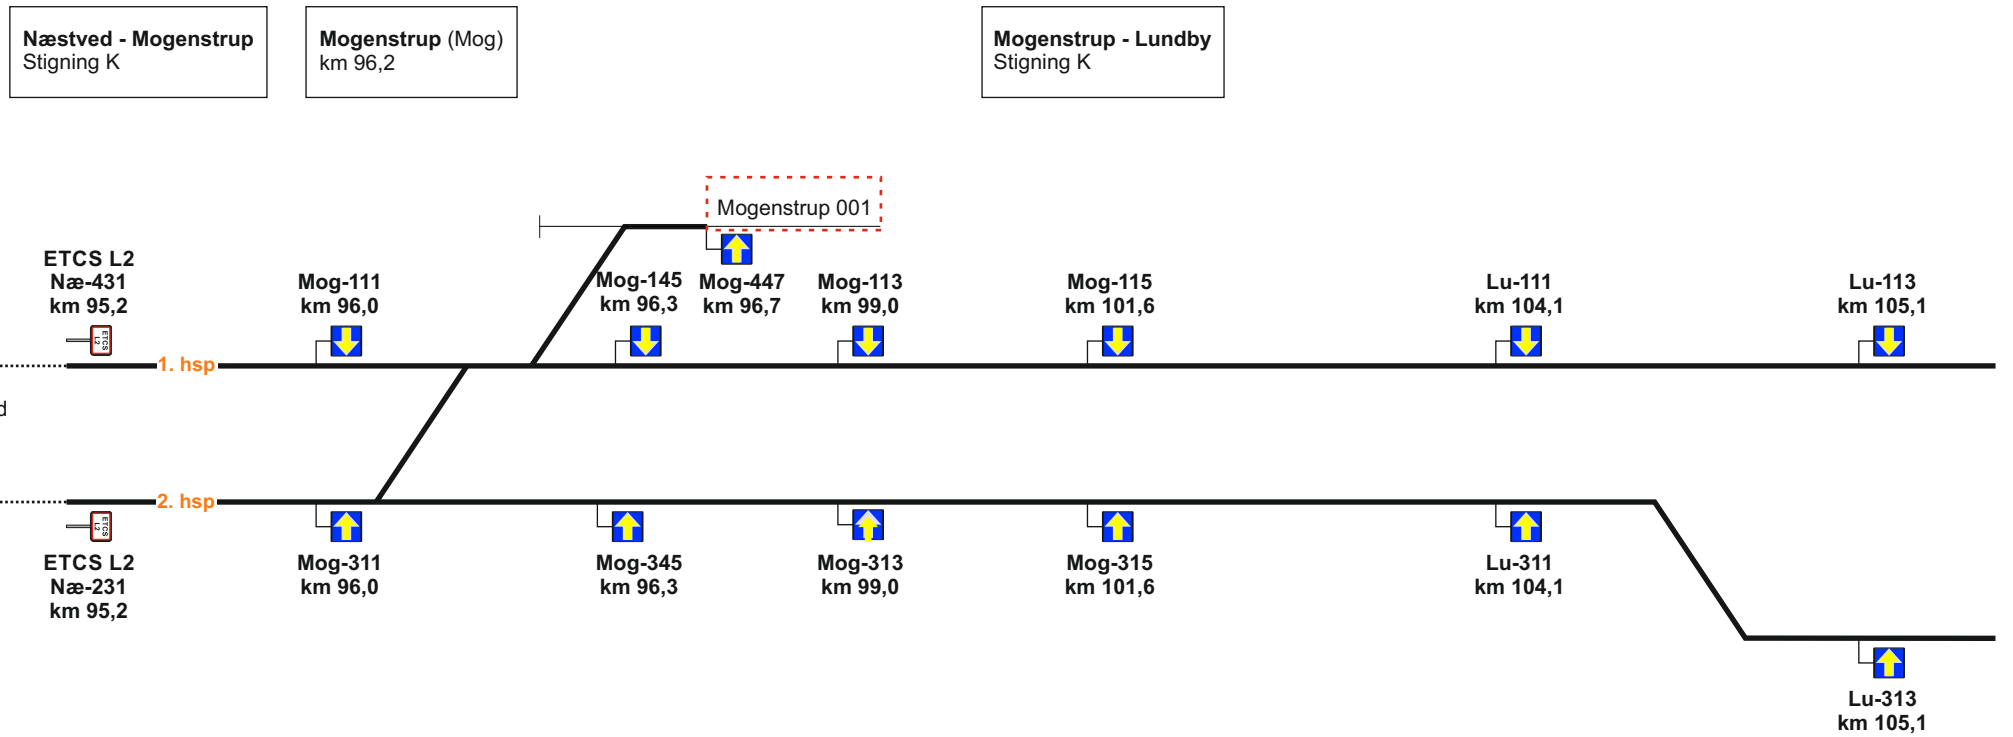 Næstved - Mogenstrup
Stigning K
Mogenstrup (Mog)
km 96,2
Mogenstrup - Lundby
Stigning K
Mogenstrup 001
ETCS L2
Næ-431
km 95,2
Mog-111
km 96,0
Mog-145
km 96,3
Mog-447
km 96,7
Mog-113
km 99,0
Mog-115
km 101,6
Lu-111
km 104,1
Lu-113
km 105,1
ETCS
L2
1. hsp
d
2. hsp
ETCS
L2
ETCS L2
Næ-231
km 95,2
Mog-311
km 96,0
Mog-345
km 96,3
Mog-313
km 99,0
Mog-315
km 101,6
Lu-311
km 104,1
Lu-313
km 105,1